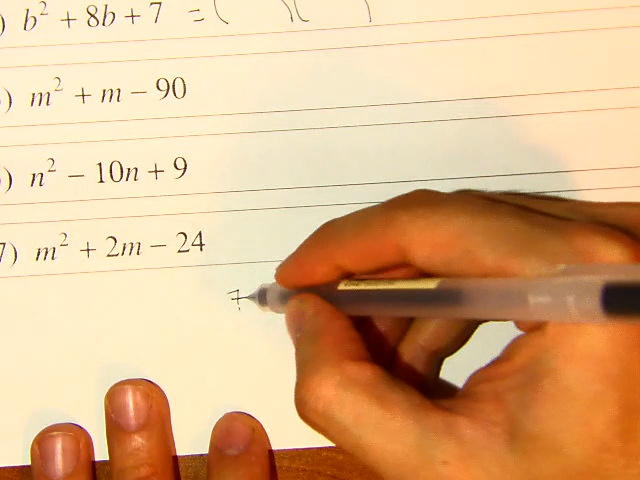 ) b² + 8b + 7 = ( )( )
) m² + m − 90
) n² − 10n + 9
7) m² + 2m − 24
7